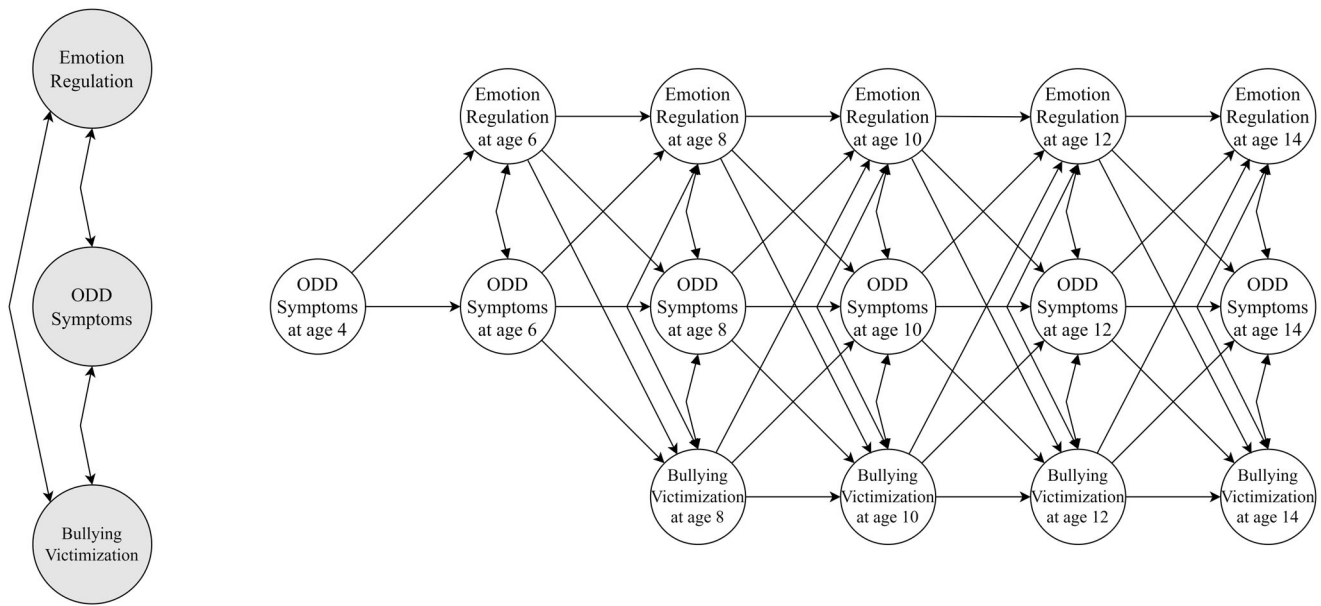 Emotion
Regulation
ODD
Symptoms
Bullying
Victimization
Emotion
Regulation
at age 6
Emotion
Regulation
at age 8
Emotion
Regulation
at age 10
Emotion
Regulation
at age 12
Emotion
Regulation
at age 14
ODD
Symptoms
at age 4
ODD
Symptoms
at age 6
ODD
Symptoms
at age 8
ODD
Symptoms
at age 10
ODD
Symptoms
at age 12
ODD
Symptoms
at age 14
Bullying
Victimization
at age 8
Bullying
Victimization
at age 10
Bullying
Victimization
at age 12
Bullying
Victimization
at age 14